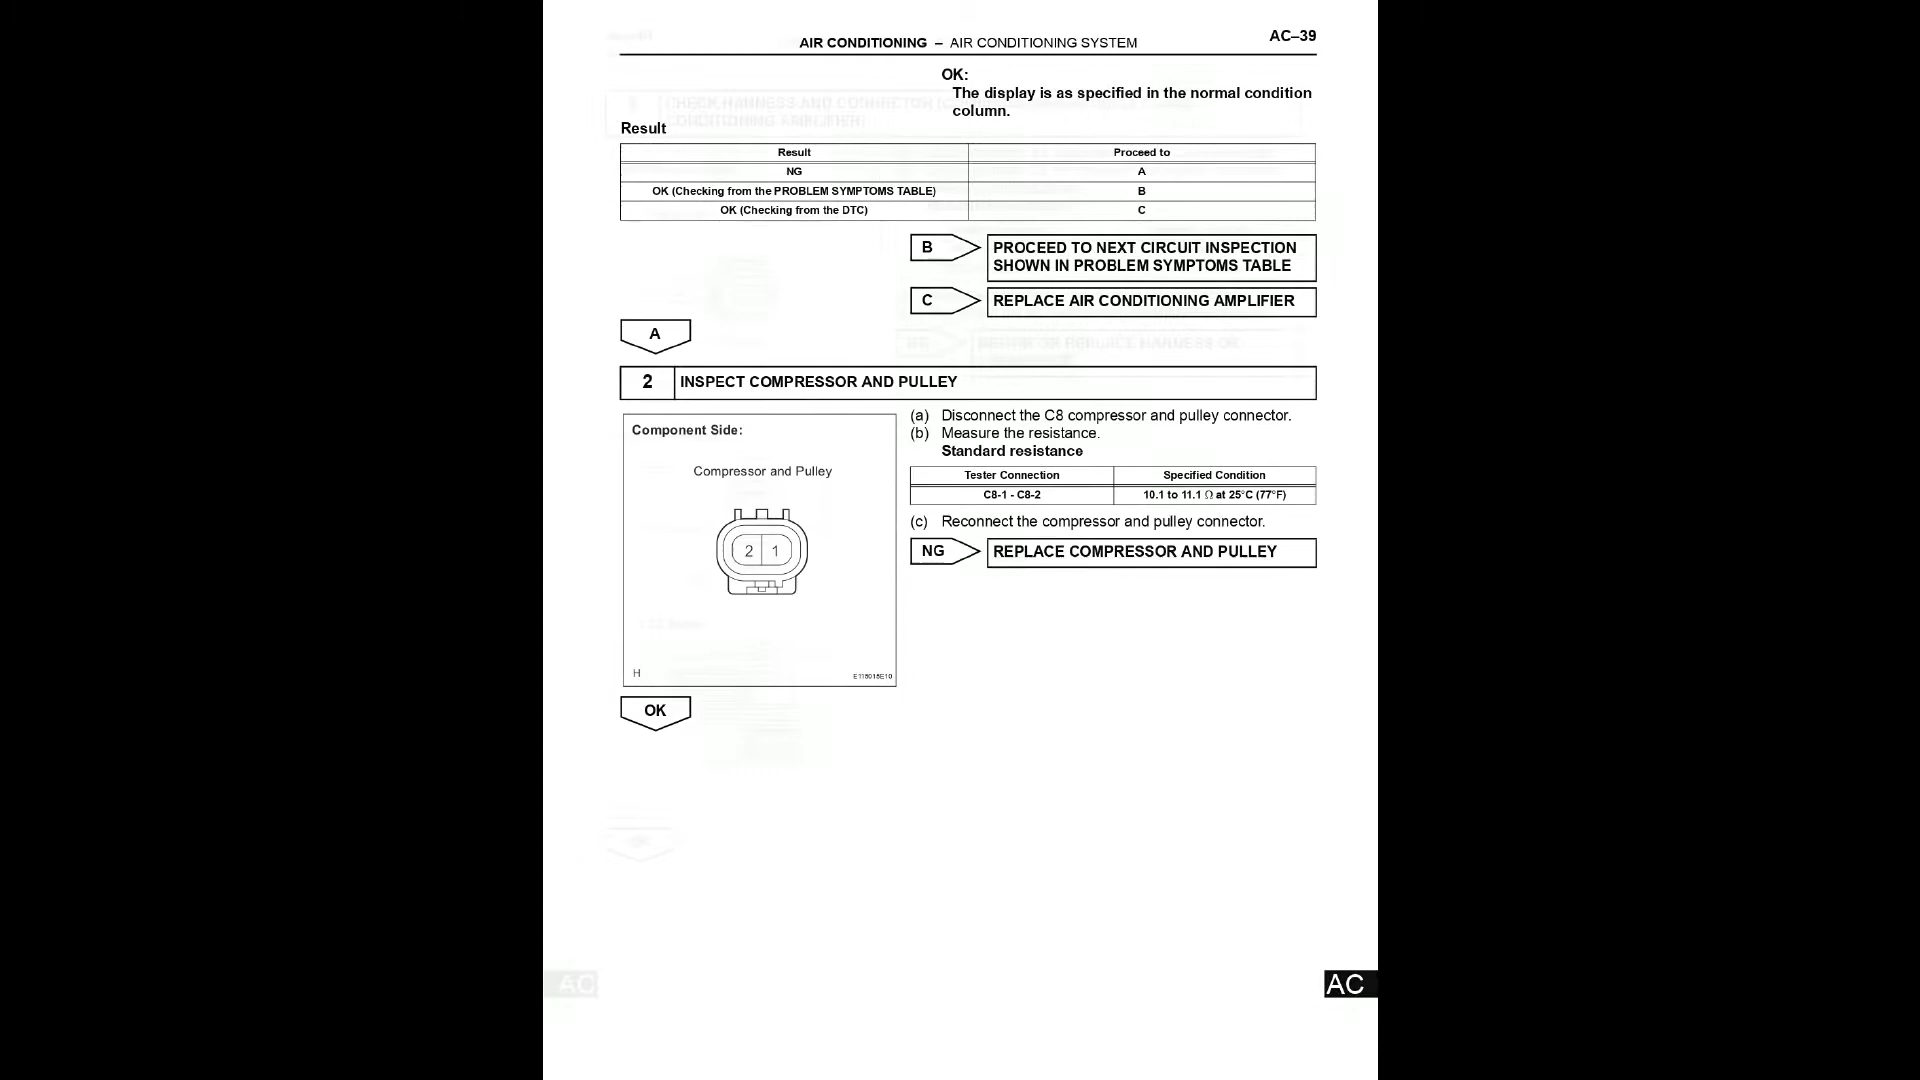 AIR CONDITIONING – AIR CONDITIONING SYSTEM
AC–39
OK:
The display is as specified in the normal condition
column.
Result
Result Proceed to
NG A
OK (Checking from the PROBLEM SYMPTOMS TABLE) B
OK (Checking from the DTC) C
B PROCEED TO NEXT CIRCUIT INSPECTION
SHOWN IN PROBLEM SYMPTOMS TABLE
C REPLACE AIR CONDITIONING AMPLIFIER
A
2 INSPECT COMPRESSOR AND PULLEY
Component Side:
Compressor and Pulley
2 1
H
E118018E10
(a) Disconnect the C8 compressor and pulley connector.
(b) Measure the resistance.
Standard resistance
Tester Connection Specified Condition
C8-1 - C8-2 10.1 to 11.1 Ω at 25°C (77°F)
(c) Reconnect the compressor and pulley connector.
NG REPLACE COMPRESSOR AND PULLEY
OK
AC
AC